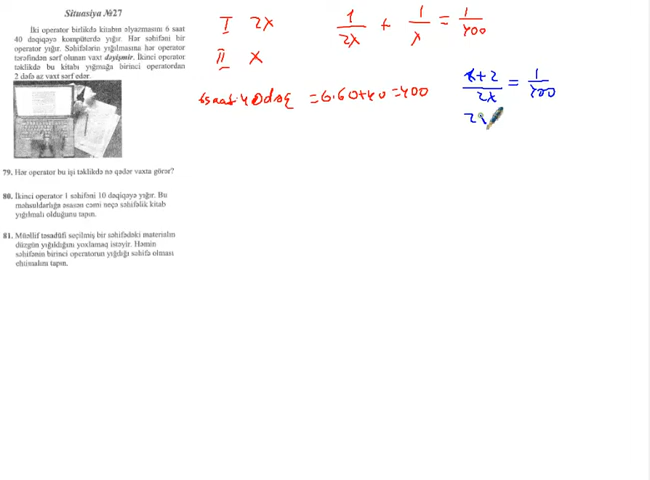 Situasiya №27
İki operator birlikdə kitabın əlyazmasını 6 saat
40 dəqiqəyə kompüterdə yığır. Hər səhifəni bir
operator yığır. Səhifələrin yığılmasına hər operator
tərəfindən sərf olunan vaxt dəyişmir. İkinci operator
təklikdə bu kitabı yığmağa birinci operatordan
2 dəfə az vaxt sərf edər.
79. Hər operator bu işi təklikdə nə qədər vaxta görər?
80. İkinci operator 1 səhifəni 10 dəqiqəyə yığır. Bu
məhsuldarlığa əsasən cəmi neçə səhifəlik kitab
yığılmalı olduğunu tapın.
81. Müəllif təsadüfi seçilmiş bir səhifədəki materialın
düzgün yığıldığını yoxlamaq istəyir. Həmin
səhifənin birinci operatorun yığdığı səhifə olması
ehtimalını tapın.
I 2x
II x
1/2x + 1/x = 1/400
6saat 40dəq = 6·60+40=400
x+2/2x = 1/400